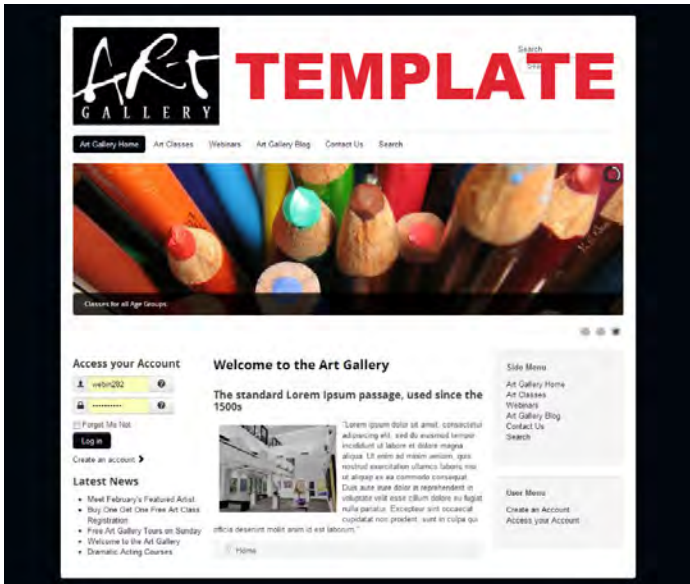 ART
GALLERY
TEMPLATE
Search
Art Gallery Home Art Classes Webinars Art Gallery Blog Contact Us Search
Classes for all Age Groups
Access your Account
webin202
Forget Me Not
Log in
Create an account
Latest News
Meet February's Featured Artist
Buy One Get One Free Art Class
Registration
Free Art Gallery Tours on Sunday
Welcome to the Art Gallery
Dramatic Acting Courses
Welcome to the Art Gallery
The standard Lorem Ipsum passage, used since the
1500s
"Lorem ipsum dolor sit amet, consectetur
adipiscing elit, sed do eiusmod tempor
incididunt ut labore et dolore magna
aliqua. Ut enim ad minim veniam, quis
nostrud exercitation ullamco laboris nisi
ut aliquip ex ea commodo consequat.
Duis aute irure dolor in reprehenderit in
voluptate velit esse cillum dolore eu fugiat
nulla pariatur. Excepteur sint occaecat
cupidatat non proident, sunt in culpa qui
officia deserunt mollit anim id est laborum."
Home
Side Menu
Art Gallery Home
Art Classes
Webinars
Art Gallery Blog
Contact Us
Search
User Menu
Create an Account
Access your Account